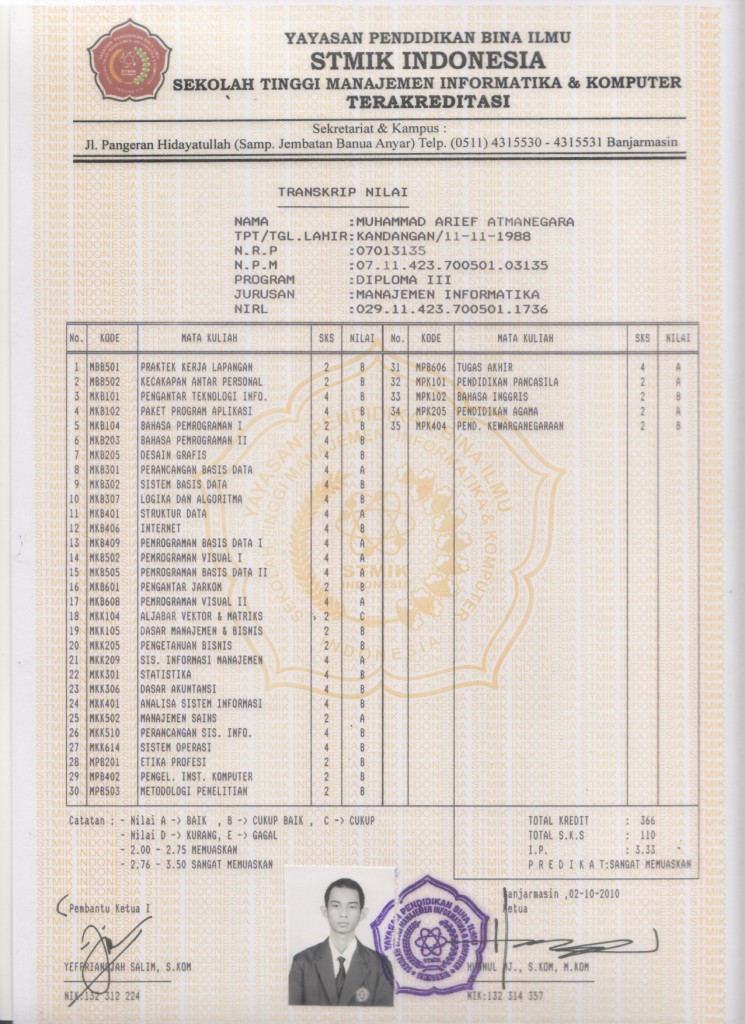 YAYASAN PENDIDIKAN BINA ILMU
STMIK INDONESIA
SEKOLAH TINGGI MANAJEMEN INFORMATIKA & KOMPUTER
TERAKREDITASI
Sekretariat & Kampus :
Jl. Pangeran Hidayatullah (Samp. Jembatan Banua Anyar) Telp. (0511) 4315530 - 4315531 Banjarmasin
TRANSKRIP NILAI
NAMA :MUHAMMAD ARIEF ATMANEGARA
TPT/TGL.LAHIR:KANDANGAN/11-11-1988
N.R.P :07013135
N.P.M :07.11.423.700501.03135
PROGRAM :DIPLOMA III
JURUSAN :MANAJEMEN INFORMATIKA
NIRL :029.11.423.700501.1736
No. KODE MATA KULIAH SKS NILAI No. KODE MATA KULIAH SKS NILAI
1 MBB501 PRAKTEK KERJA LAPANGAN 2 B 31 MPB606 TUGAS AKHIR 4 A
2 MBB502 KECAKAPAN ANTAR PERSONAL 2 B 32 MPK101 PENDIDIKAN PANCASILA 2 A
3 MKB101 PENGANTAR TEKNOLOGI INFO. 4 B 33 MPK102 BAHASA INGGRIS 2 B
4 MKB102 PAKET PROGRAM APLIKASI 4 B 34 MPK205 PENDIDIKAN AGAMA 2 A
5 MKB104 BAHASA PEMROGRAMAN I 2 B 35 MPK404 PEND. KEWARGANEGARAAN 2 B
6 MKB203 BAHASA PEMROGRAMAN II 4 B
7 MKB205 DESAIN GRAFIS 4 B
8 MKB301 PERANCANGAN BASIS DATA 4 A
9 MKB302 SISTEM BASIS DATA 4 B
10 MKB307 LOGIKA DAN ALGORITMA 4 B
11 MKB401 STRUKTUR DATA 4 A
12 MKB406 INTERNET 4 B
13 MKB409 PEMROGRAMAN BASIS DATA I 4 A
14 MKB502 PEMROGRAMAN VISUAL I 4 A
15 MKB505 PEMROGRAMAN BASIS DATA II 4 A
16 MKB601 PENGANTAR JARKOM 2 B
17 MKB608 PEMROGRAMAN VISUAL II 4 A
18 MKK104 ALJABAR VEKTOR & MATRIKS 2 C
19 MKK105 DASAR MANAJEMEN & BISNIS 2 B
20 MKK205 PENGETAHUAN BISNIS 2 B
21 MKK209 SIS. INFORMASI MANAJEMEN 4 A
22 MKK301 STATISTIKA 4 B
23 MKK306 DASAR AKUNTANSI 4 B
24 MKK401 ANALISA SISTEM INFORMASI 4 B
25 MKK502 MANAJEMEN SAINS 2 A
26 MKK510 PERANCANGAN SIS. INFO. 4 B
27 MKK614 SISTEM OPERASI 4 B
28 MPB201 ETIKA PROFESI 2 B
29 MPB402 PENGEL. INST. KOMPUTER 2 B
30 MPB503 METODOLOGI PENELITIAN 2 B
Catatan : - Nilai A -> BAIK , B -> CUKUP BAIK , C -> CUKUP
- Nilai D -> KURANG, E -> GAGAL
- 2.00 - 2.75 MEMUASKAN
- 2.76 - 3.50 SANGAT MEMUASKAN
TOTAL KREDIT : 366
TOTAL S.K.S : 110
I.P. : 3.33
P R E D I K A T:SANGAT MEMUASKAN
Banjarmasin ,02-10-2010
Pembantu Ketua I
Ketua
YAYASAN PENDIDIKAN BINA ILMU
SALIM, S.KOM
S.KOM, M.KOM
NIK:132 312 224
NIK:132 314 357